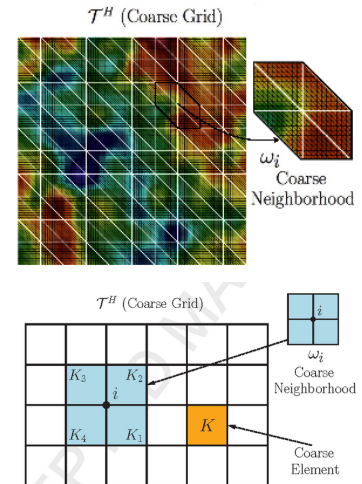 𝒯^H (Coarse Grid)
ω_i
Coarse
Neighborhood
𝒯^H (Coarse Grid)
K_3 K_2
i
i
ω_i
Coarse
Neighborhood
K_4 K_1
K
Coarse
Element